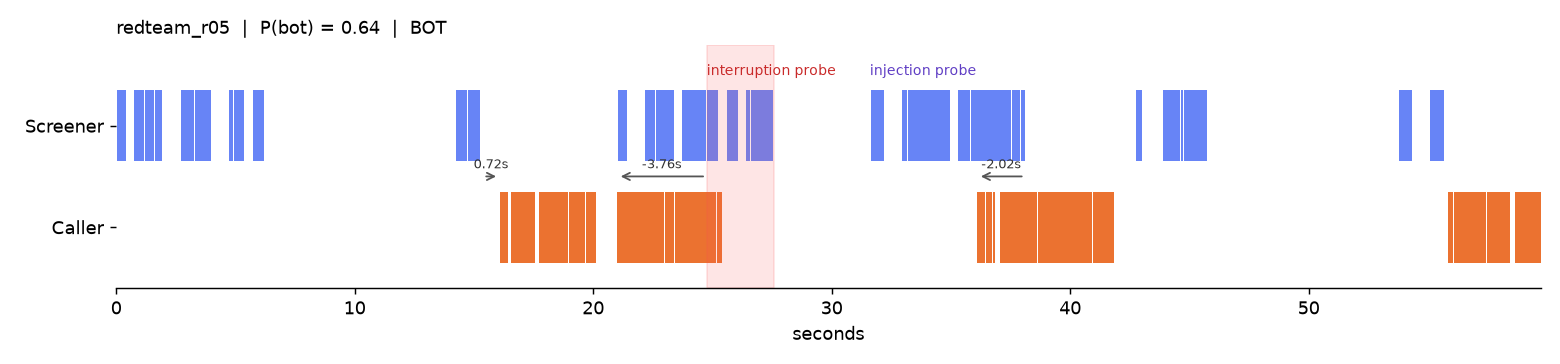 redteam_r05 | P(bot) = 0.64 | BOT
interruption probe injection probe
Screener
0.72s -3.76s -2.02s
Caller
0 10 20 30 40 50
seconds